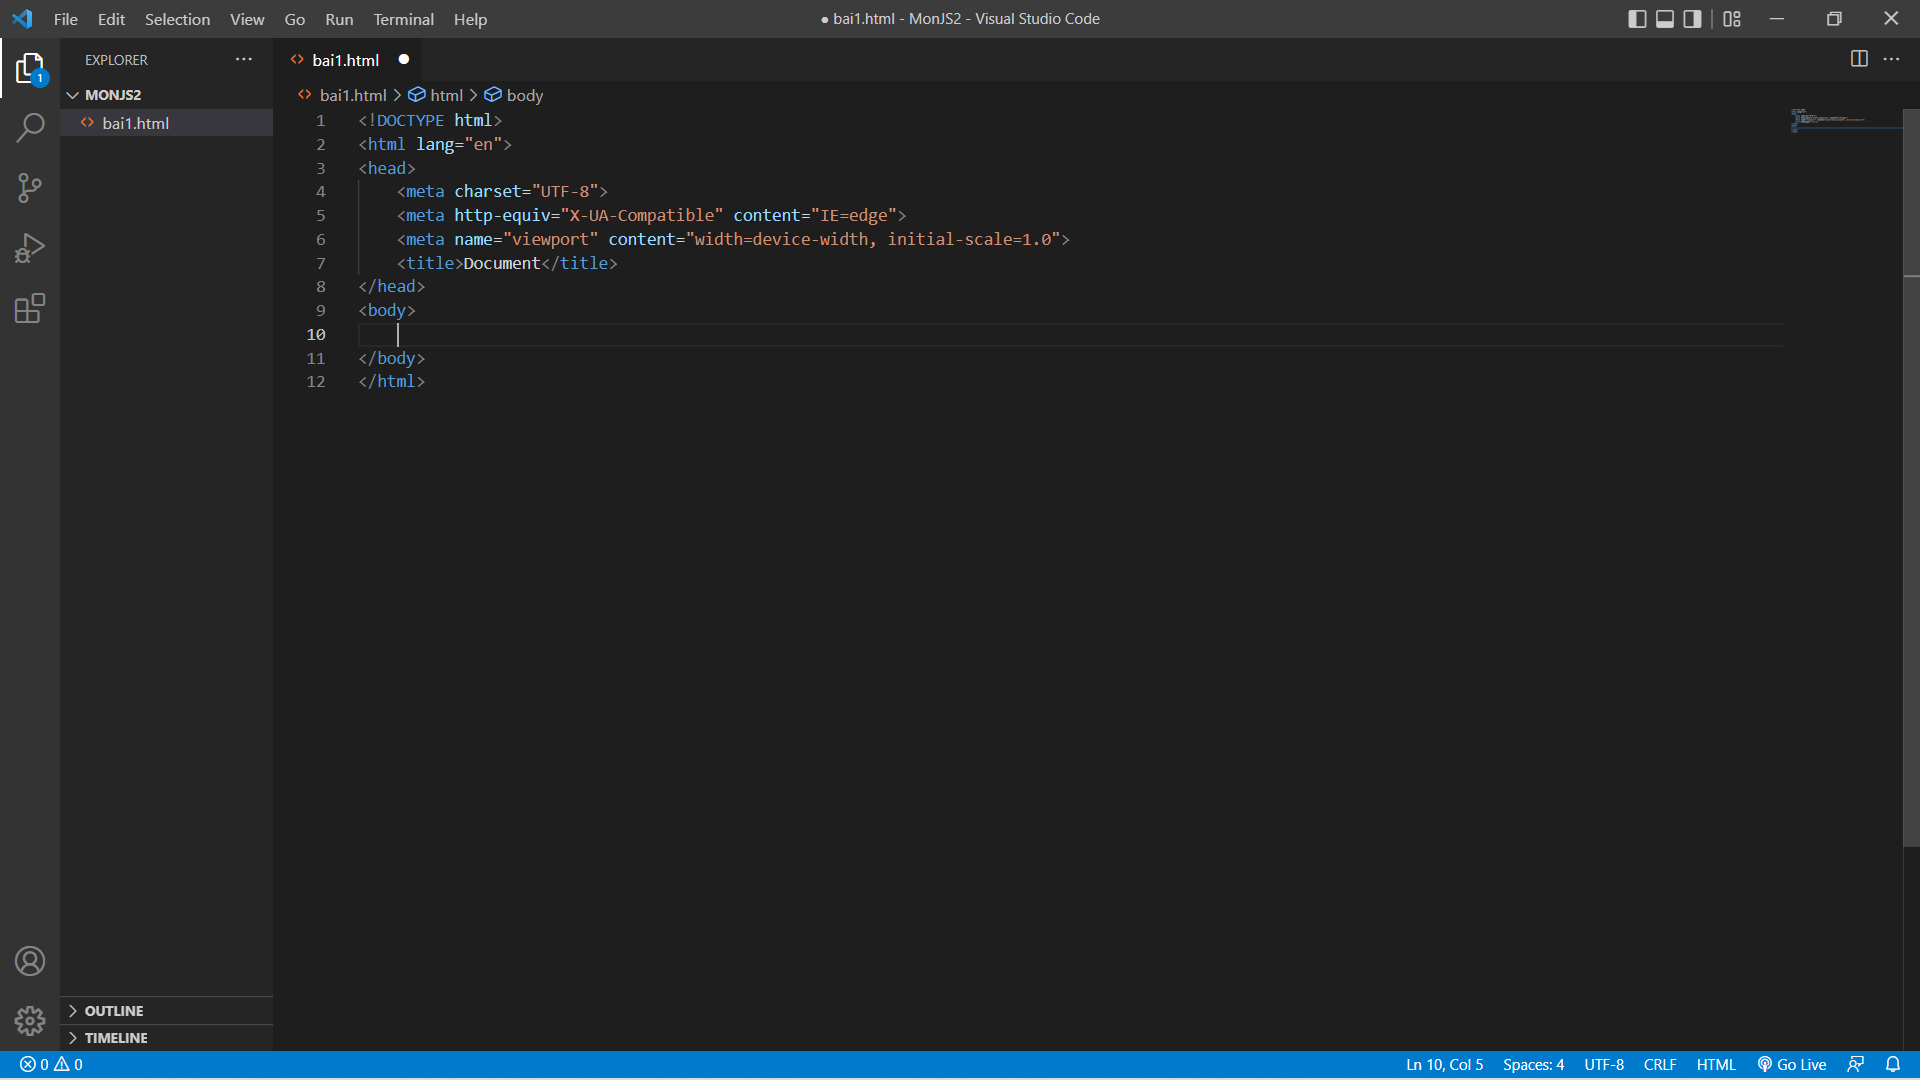 File Edit Selection View Go Run Terminal Help
● bai1.html - MonJS2 - Visual Studio Code
EXPLORER
1
MONJS2
bai1.html
bai1.html
bai1.html > html > body
1 <!DOCTYPE html>
2 <html lang="en">
3 <head>
4 <meta charset="UTF-8">
5 <meta http-equiv="X-UA-Compatible" content="IE=edge">
6 <meta name="viewport" content="width=device-width, initial-scale=1.0">
7 <title>Document</title>
8 </head>
9 <body>
10
11 </body>
12 </html>
OUTLINE
TIMELINE
0 0
Ln 10, Col 5 Spaces: 4 UTF-8 CRLF HTML Go Live